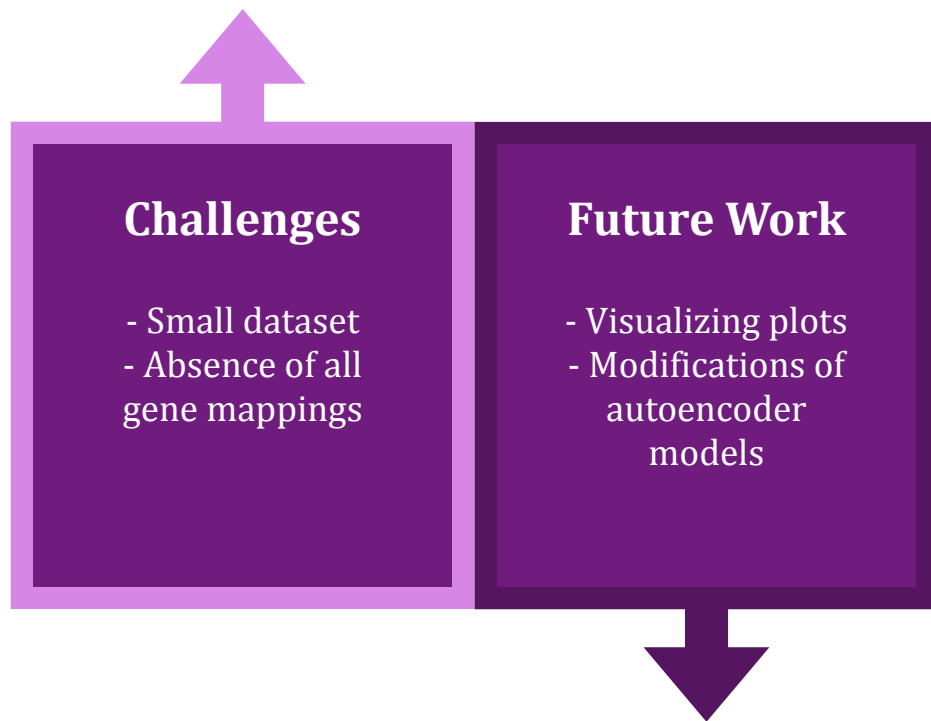 Challenges
- Small dataset
- Absence of all
gene mappings
Future Work
- Visualizing plots
- Modifications of
autoencoder
models